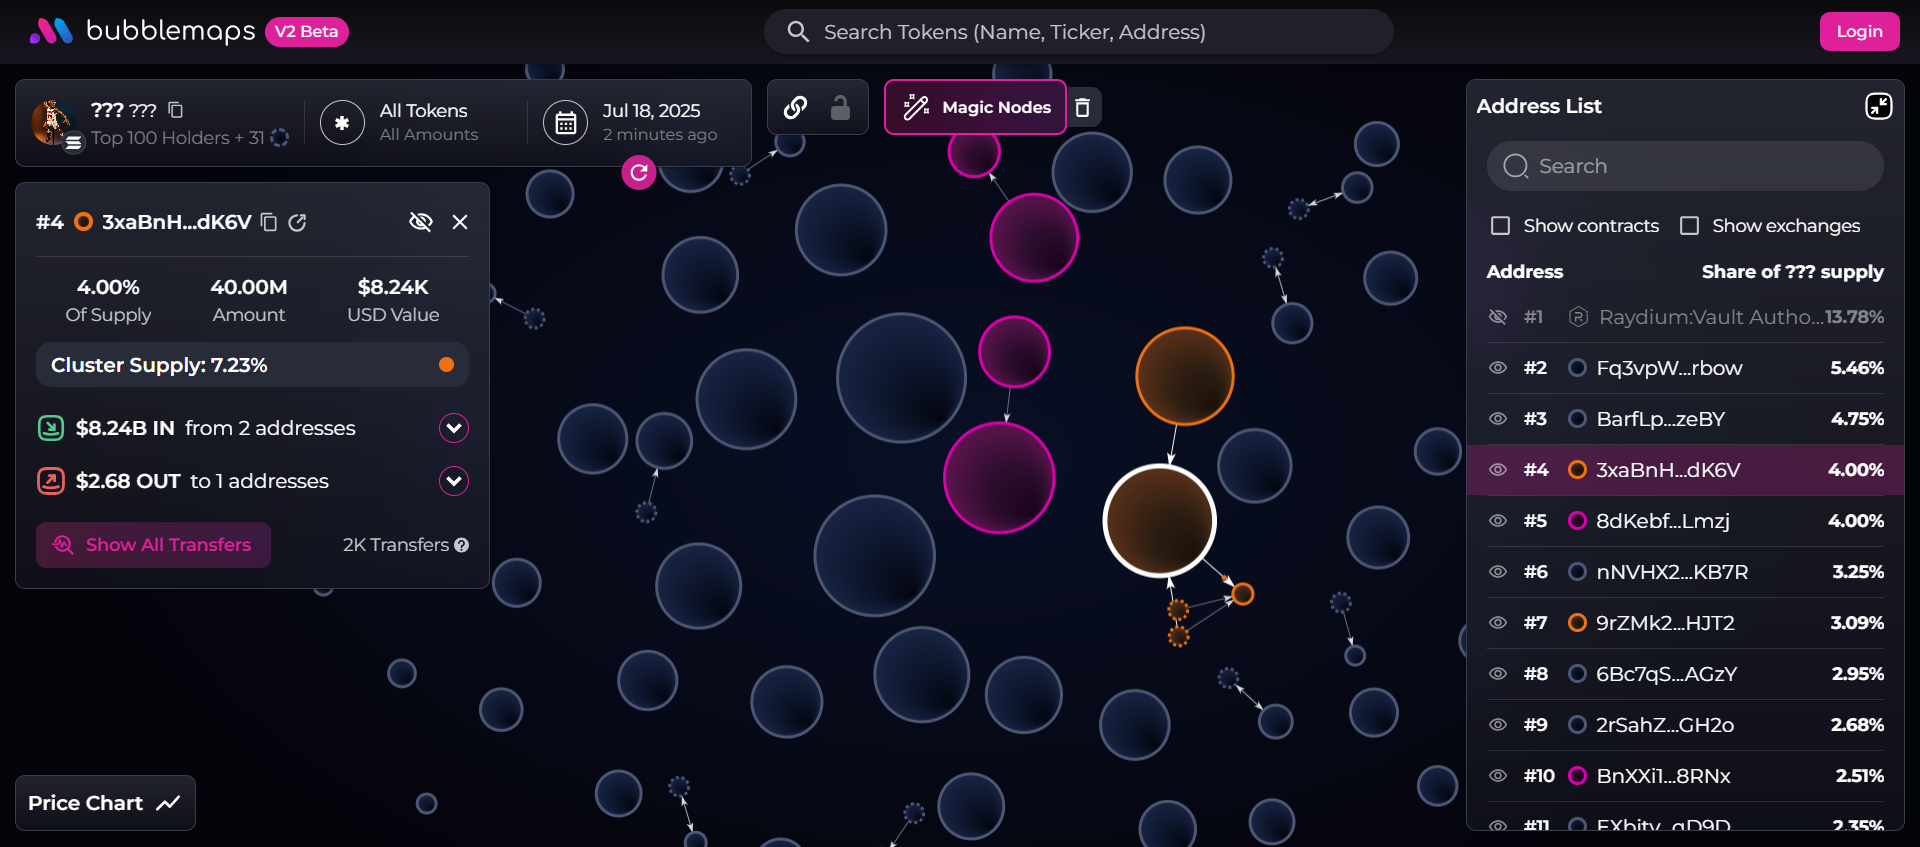 bubblemaps V2 Beta
Search Tokens (Name, Ticker, Address)
Login
??? ???
Top 100 Holders + 31
All Tokens
All Amounts
Jul 18, 2025
2 minutes ago
Magic Nodes
#4 3xaBnH...dK6V
4.00% 40.00M $8.24K
Of Supply Amount USD Value
Cluster Supply: 7.23%
$8.24B IN from 2 addresses
$2.68 OUT to 1 addresses
Show All Transfers 2K Transfers
Price Chart
Address List
Search
Show contracts Show exchanges
Address Share of ??? supply
#1 Raydium:Vault Autho... 13.78%
#2 Fq3vpW...rbow 5.46%
#3 BarfLp...zeBY 4.75%
#4 3xaBnH...dK6V 4.00%
#5 8dKebf...Lmzj 4.00%
#6 nNVHX2...KB7R 3.25%
#7 9rZMk2...HJT2 3.09%
#8 6Bc7qS...AGzY 2.95%
#9 2rSahZ...GH2o 2.68%
#10 BnXXi1...8RNx 2.51%
#11 2.35%